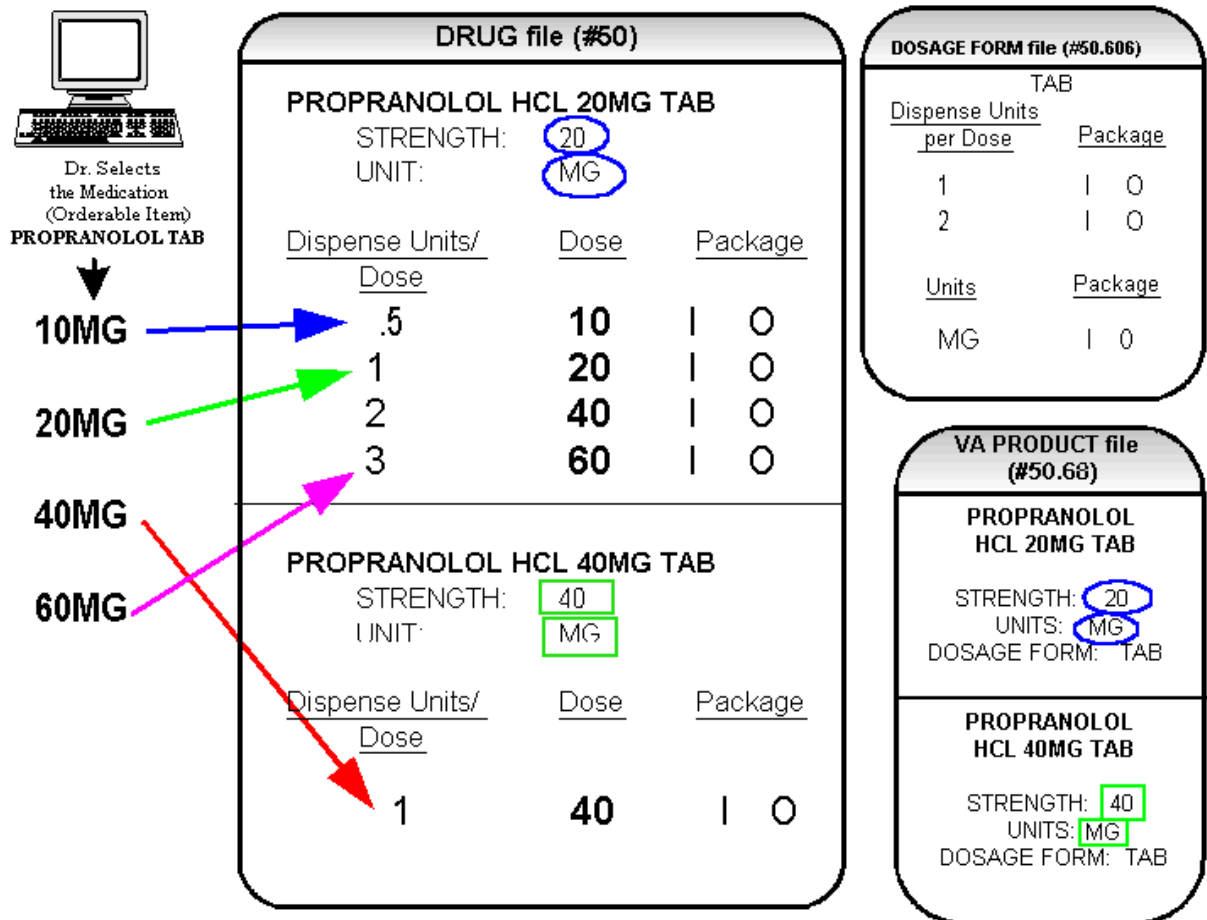 Dr. Selects
the Medication
(Orderable Item)
PROPRANOLOL TAB
10MG
20MG
40MG
60MG
DRUG file (#50)
PROPRANOLOL HCL 20MG TAB
STRENGTH: 20
UNIT: MG
Dispense Units/ Dose Package
Dose
.5 10 I O
1 20 I O
2 40 I O
3 60 I O
PROPRANOLOL HCL 40MG TAB
STRENGTH: 40
UNIT: MG
Dispense Units/ Dose Package
Dose
1 40 I O
DOSAGE FORM file (#50.606)
TAB
Dispense Units
per Dose Package
1 I O
2 I O
Units Package
MG I 0
VA PRODUCT file
(#50.68)
PROPRANOLOL
HCL 20MG TAB
STRENGTH: 20
UNITS: MG
DOSAGE FORM: TAB
PROPRANOLOL
HCL 40MG TAB
STRENGTH: 40
UNITS: MG
DOSAGE FORM: TAB